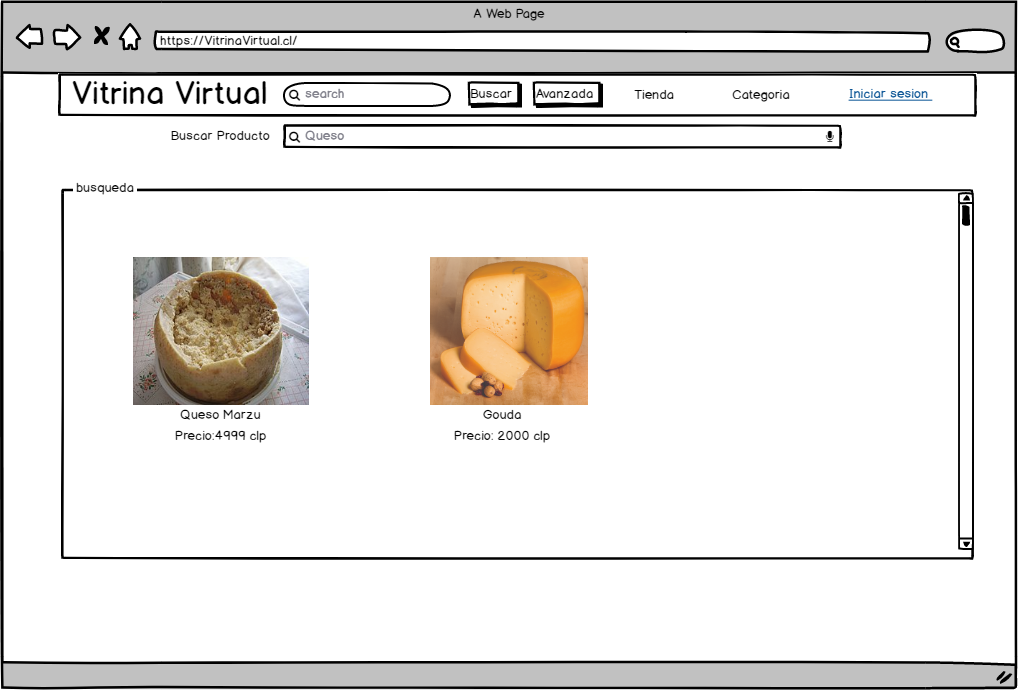 A Web Page
https://VitrinaVirtual.cl/
Vitrina Virtual search Buscar Avanzada Tienda Categoria Iniciar sesion
Buscar Producto Queso
busqueda
Queso Marzu Gouda
Precio:4999 clp Precio: 2000 clp